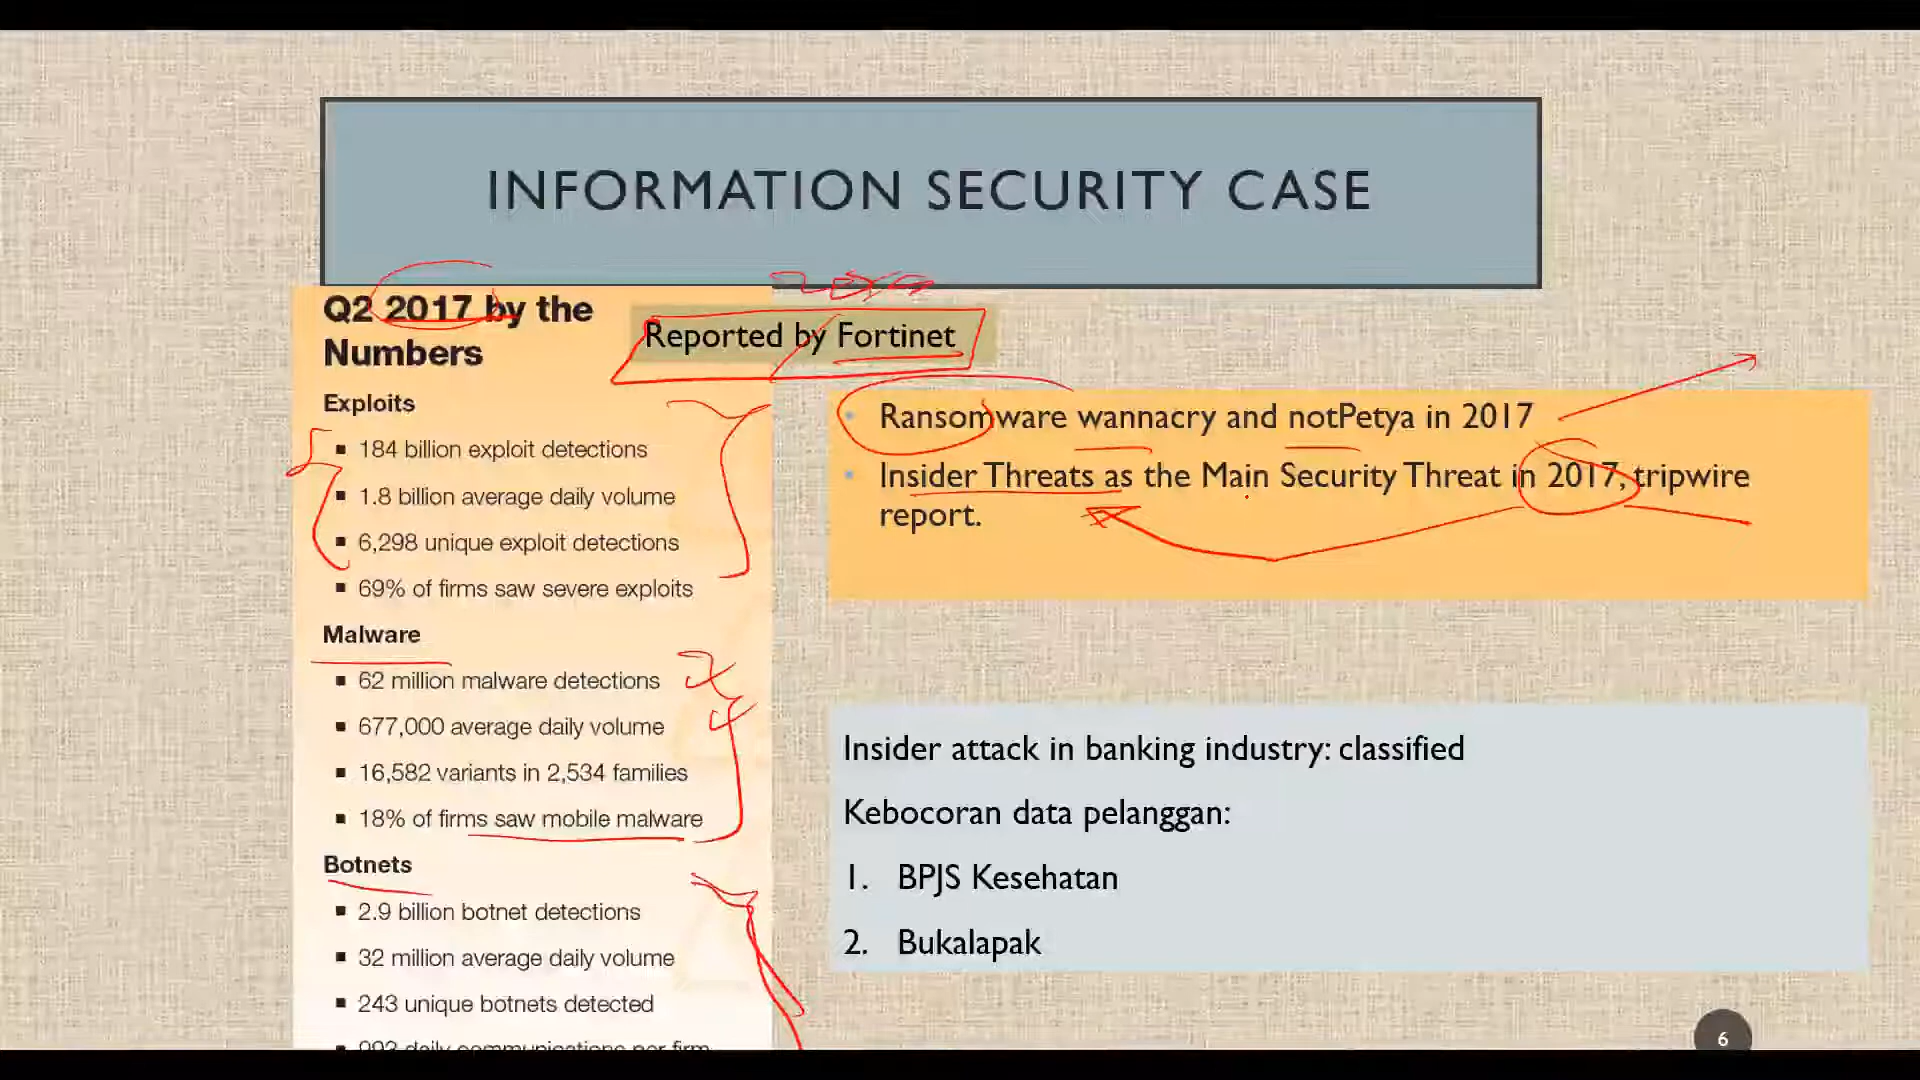 INFORMATION SECURITY CASE
Q2 2017 by the
Numbers
Reported by Fortinet
Exploits
▪ 184 billion exploit detections
▪ 1.8 billion average daily volume
▪ 6,298 unique exploit detections
▪ 69% of firms saw severe exploits
Malware
▪ 62 million malware detections
▪ 677,000 average daily volume
▪ 16,582 variants in 2,534 families
▪ 18% of firms saw mobile malware
Botnets
▪ 2.9 billion botnet detections
▪ 32 million average daily volume
▪ 243 unique botnets detected
▪ 993 daily communications per firm
• Ransomware wannacry and notPetya in 2017
• Insider Threats as the Main Security Threat in 2017, tripwire
report.
Insider attack in banking industry: classified
Kebocoran data pelanggan:
1. BPJS Kesehatan
2. Bukalapak
6